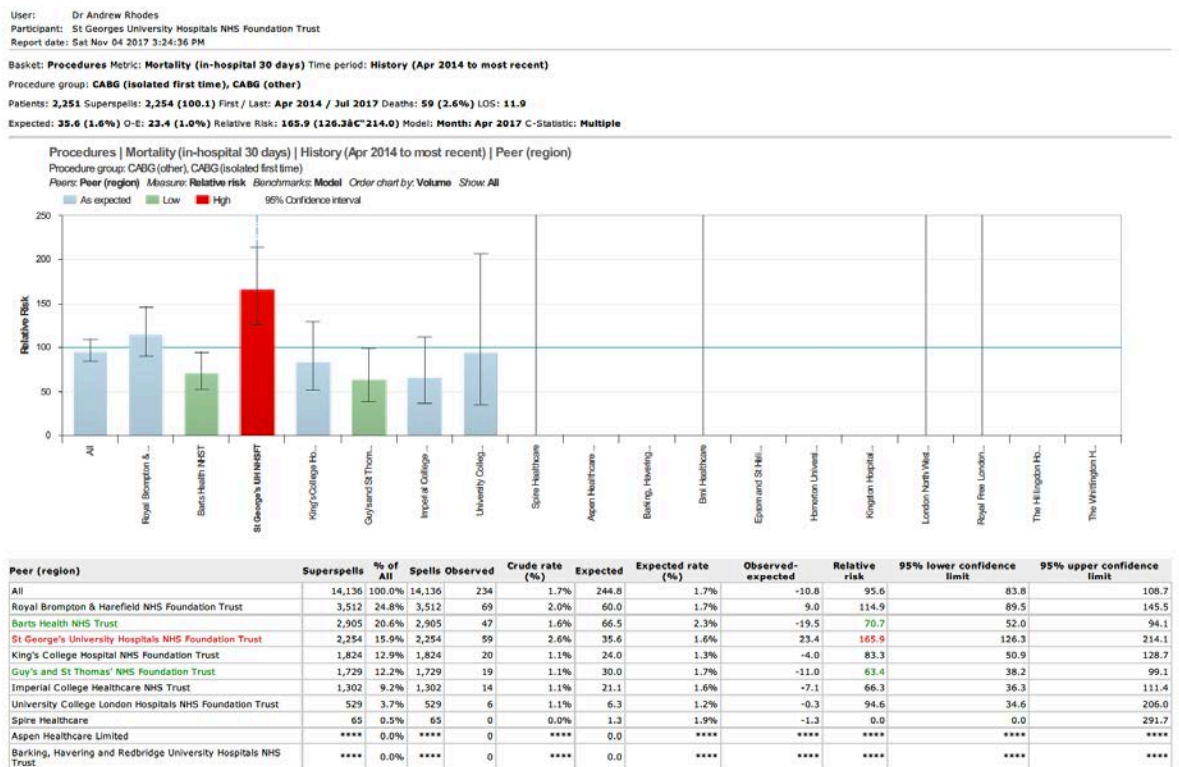 User: Dr Andrew Rhodes
Participant: St Georges University Hospitals NHS Foundation Trust
Report date: Sat Nov 04 2017 3:24:36 PM
Basket: Procedures Metric: Mortality (in-hospital 30 days) Time period: History (Apr 2014 to most recent)
Procedure group: CABG (isolated first time), CABG (other)
Patients: 2,251 Superspells: 2,254 (100.1) First / Last: Apr 2014 / Jul 2017 Deaths: 59 (2.6%) LOS: 11.9
Expected: 35.6 (1.6%) O-E: 23.4 (1.0%) Relative Risk: 165.9 (126.3â€“214.0) Model: Month: Apr 2017 C-Statistic: Multiple
Procedures | Mortality (in-hospital 30 days) | History (Apr 2014 to most recent) | Peer (region)
Procedure group: CABG (other), CABG (isolated first time)
Peers: Peer (region) Measure: Relative risk Benchmarks: Model Order chart by: Volume Show: All
As expected Low High 95% Confidence interval
250
200
150
100
50
0
Relative Risk
All
Royal Brompton & ...
Barts Health NHST
St George's UH NHSFT
King's College Ho...
Guy's and St Thom...
Imperial College ...
University Colleg...
Spire Healthcare
Aspen Healthcare ...
Barking, Havering ...
Bmi Healthcare
Epsom and St Heli...
Homerton Universi...
Kingston Hospital ...
London North West...
Royal Free London...
The Hillingdon Ho...
The Whittington H...
Peer (region) Superspells % of All Spells Observed Crude rate (%) Expected Expected rate (%) Observed-expected Relative risk 95% lower confidence limit 95% upper confidence limit
All 14,136 100.0% 14,136 234 1.7% 244.8 1.7% -10.8 95.6 83.8 108.7
Royal Brompton & Harefield NHS Foundation Trust 3,512 24.8% 3,512 69 2.0% 60.0 1.7% 9.0 114.9 89.5 145.5
Barts Health NHS Trust 2,905 20.6% 2,905 47 1.6% 66.5 2.3% -19.5 70.7 52.0 94.1
St George's University Hospitals NHS Foundation Trust 2,254 15.9% 2,254 59 2.6% 35.6 1.6% 23.4 165.9 126.3 214.1
King's College Hospital NHS Foundation Trust 1,824 12.9% 1,824 20 1.1% 24.0 1.3% -4.0 83.3 50.9 128.7
Guy's and St Thomas' NHS Foundation Trust 1,729 12.2% 1,729 19 1.1% 30.0 1.7% -11.0 63.4 38.2 99.1
Imperial College Healthcare NHS Trust 1,302 9.2% 1,302 14 1.1% 21.1 1.6% -7.1 66.3 36.3 111.4
University College London Hospitals NHS Foundation Trust 529 3.7% 529 6 1.1% 6.3 1.2% -0.3 94.6 34.6 206.0
Spire Healthcare 65 0.5% 65 0 0.0% 1.3 1.9% -1.3 0.0 0.0 291.7
Aspen Healthcare Limited **** 0.0% **** 0 **** 0.0 **** **** **** **** ****
Barking, Havering and Redbridge University Hospitals NHS Trust **** 0.0% **** 0 **** 0.0 **** **** **** **** ****